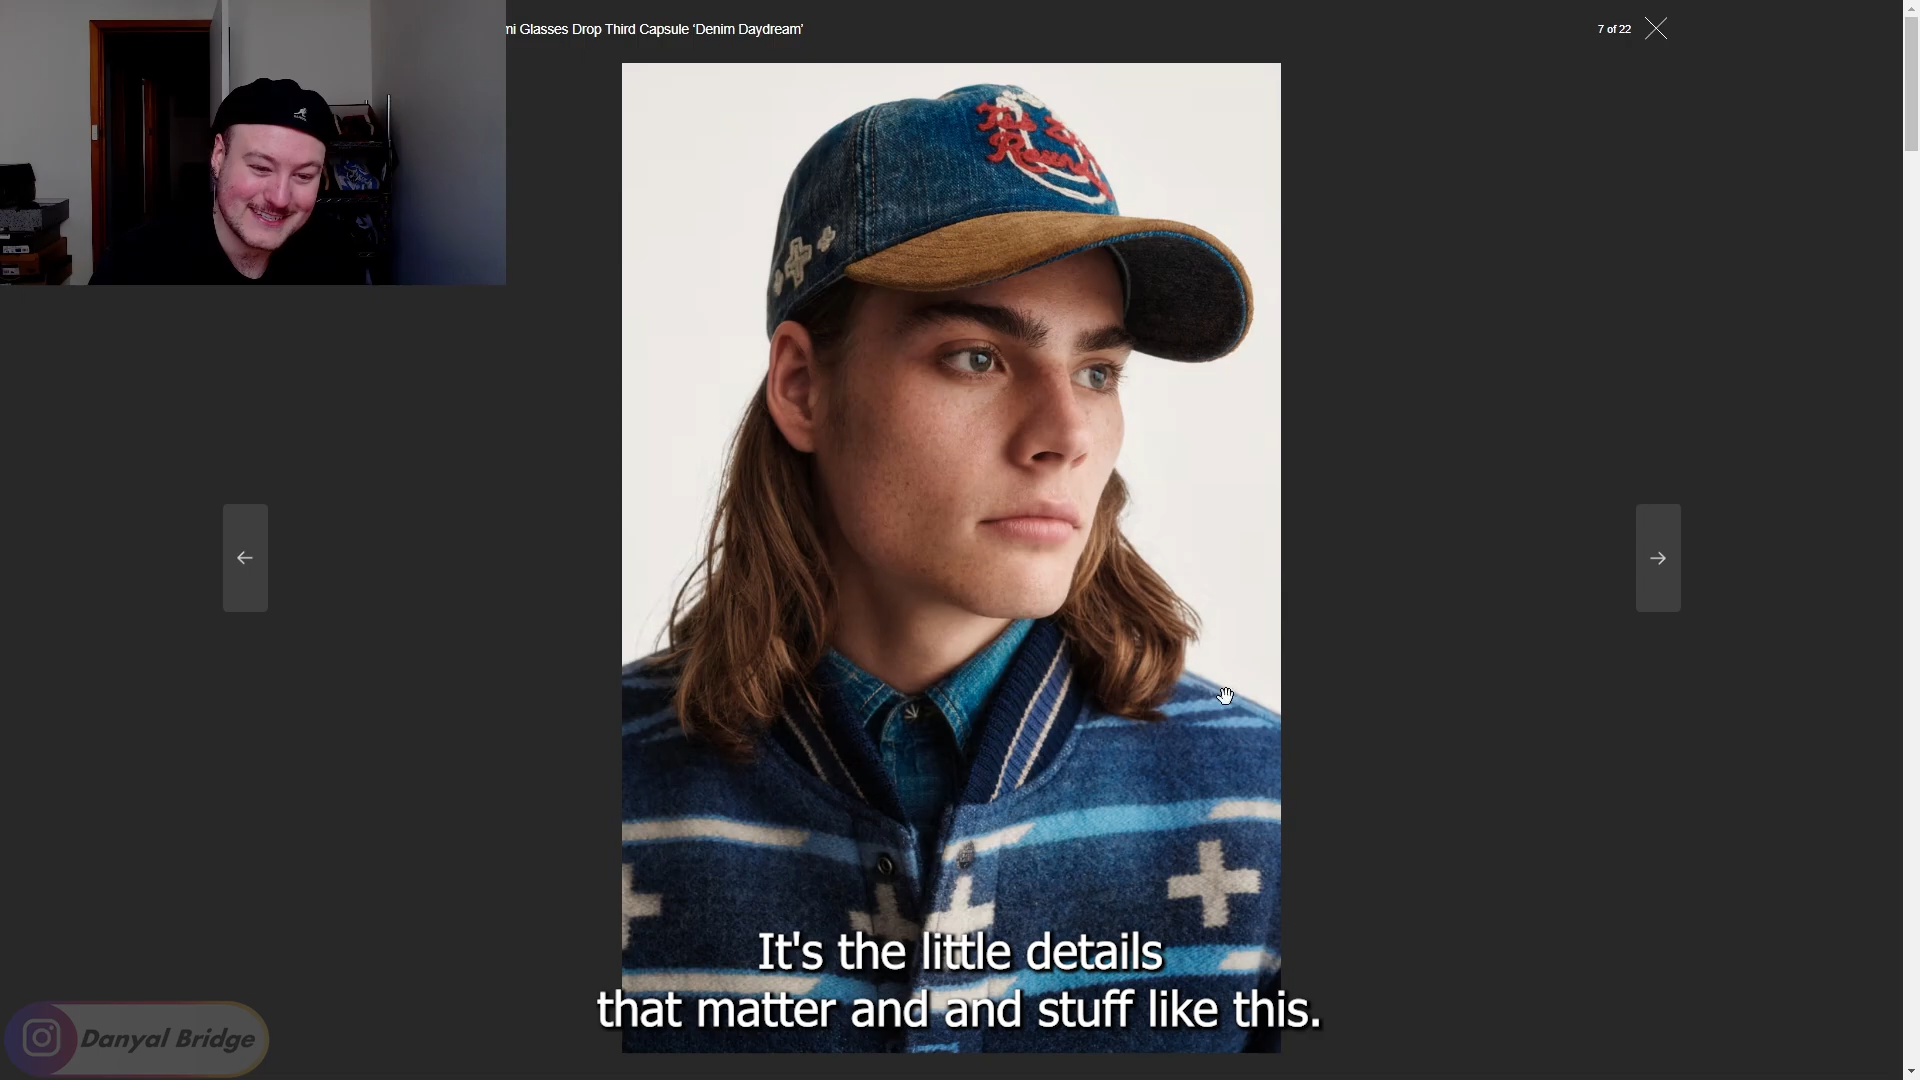 mi Glasses Drop Third Capsule ‘Denim Daydream’
7 of 22
It's the little details
that matter and and stuff like this.
Danyal Bridge